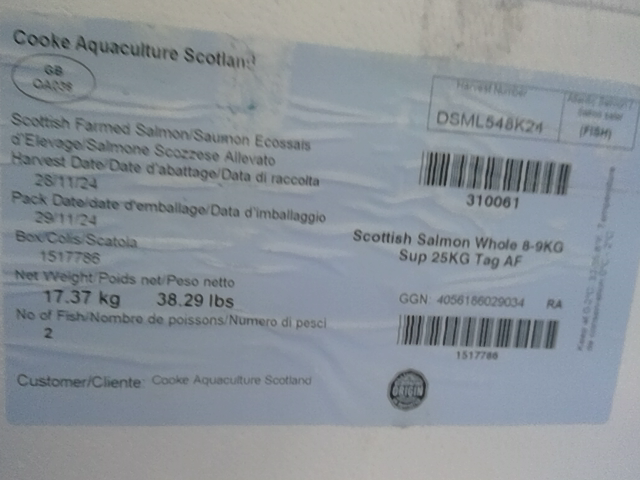 Cooke Aquaculture Scotland
GB
OA036
Harvest Number
DSML548K24
Salmo salar
(FISH)
Scottish Farmed Salmon/Saumon Ecossais
d'Elevage/Salmone Scozzese Allevato
Harvest Date/Date d'abattage/Data di raccolta
28/11/24
Pack Date/date d'emballage/Data d'imballaggio
29/11/24
Box/Colis/Scatola
1517786
Net Weight/Poids net/Peso netto
17.37 kg 38.29 lbs
No of Fish/Nombre de poissons/Numero di pesci
2
Customer/Cliente: Cooke Aquaculture Scotland
310061
Scottish Salmon Whole 8-9KG
Sup 25KG Tag AF
GGN: 4056186029034 RA
1517786
ORIGIN